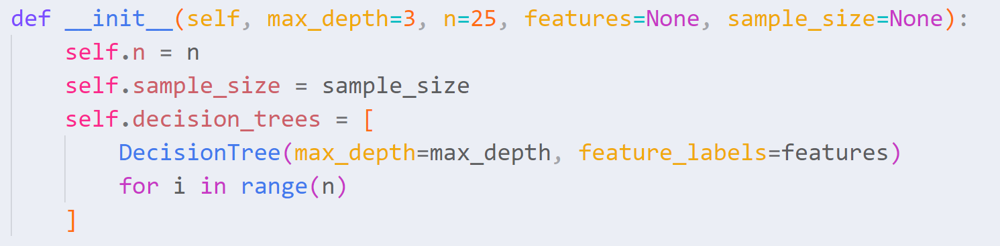 def __init__(self, max_depth=3, n=25, features=None, sample_size=None):
    self.n = n
    self.sample_size = sample_size
    self.decision_trees = [
        DecisionTree(max_depth=max_depth, feature_labels=features)
        for i in range(n)
    ]